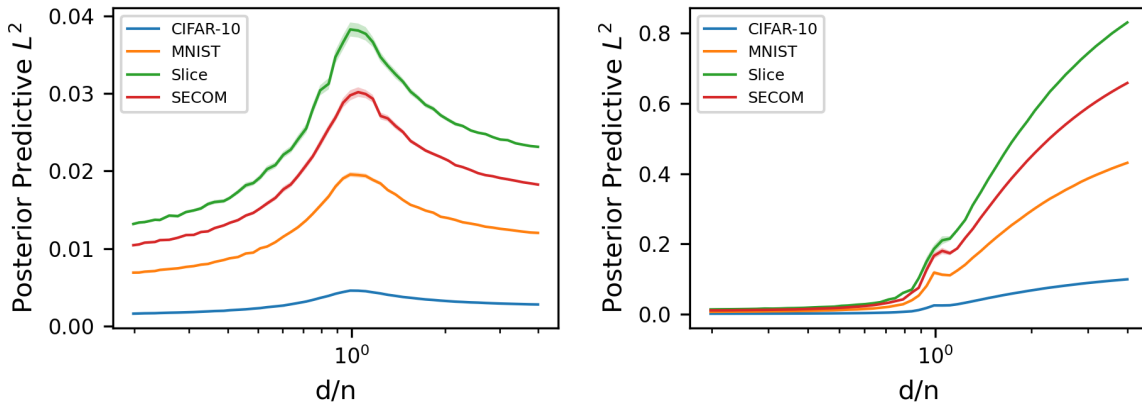 Posterior Predictive L²
0.04
0.03
0.02
0.01
0.00
CIFAR-10
MNIST
Slice
SECOM
10⁰
d/n
Posterior Predictive L²
0.8
0.6
0.4
0.2
0.0
CIFAR-10
MNIST
Slice
SECOM
10⁰
d/n